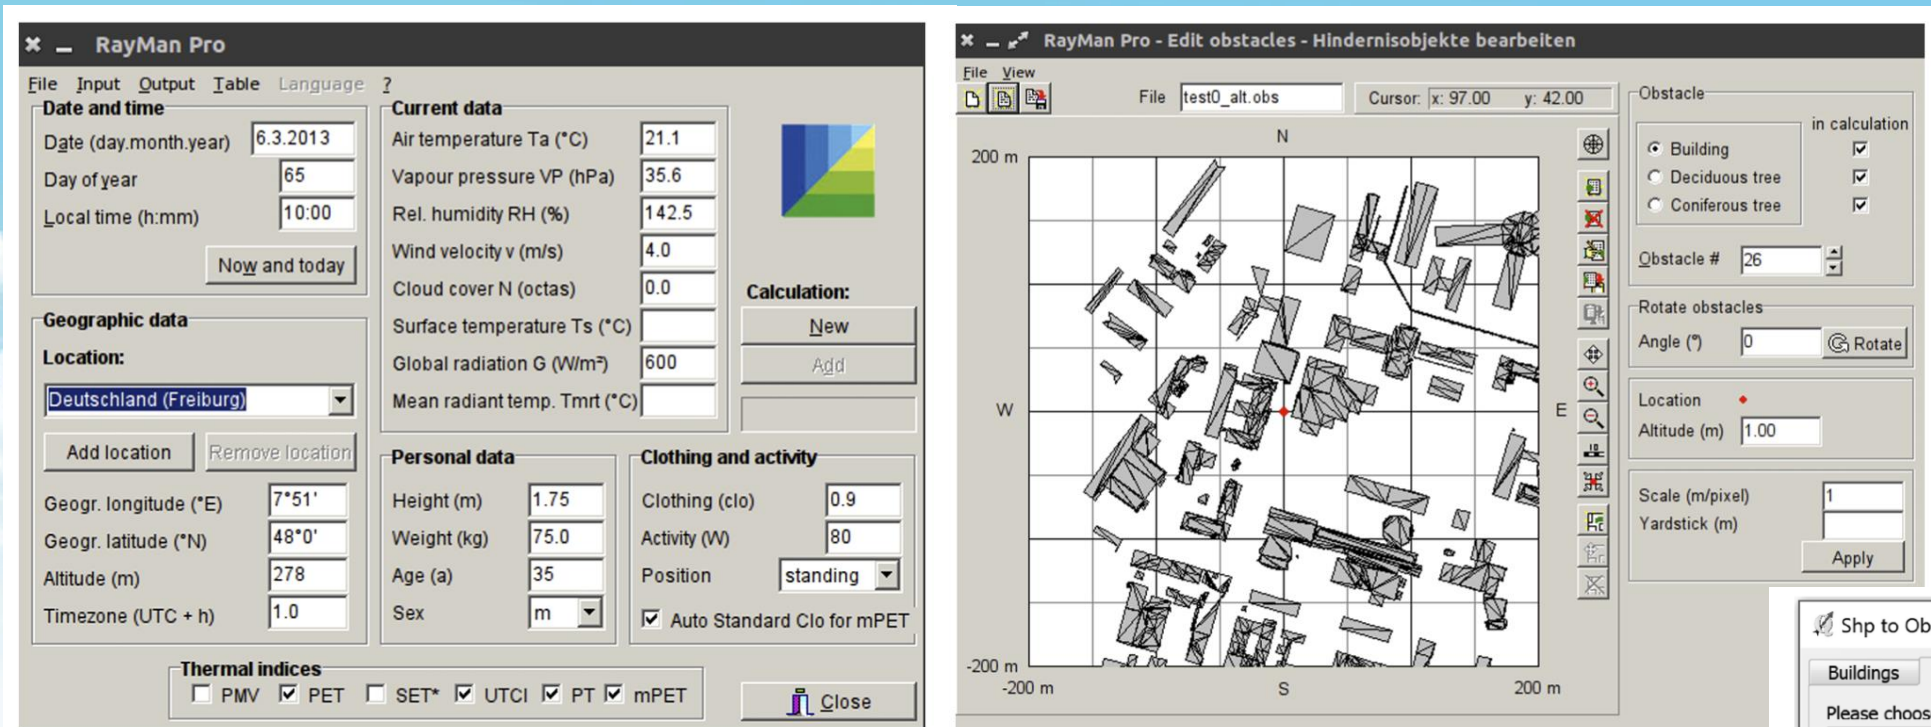 RayMan Pro
File Input Output Table Language ?
Date and time
Date (day.month.year) 6.3.2013
Day of year 65
Local time (h:mm) 10:00
Now and today
Geographic data
Location:
Deutschland (Freiburg)
Add location Remove location
Geogr. longitude (°E) 7°51'
Geogr. latitude (°N) 48°0'
Altitude (m) 278
Timezone (UTC + h) 1.0
Current data
Air temperature Ta (°C) 21.1
Vapour pressure VP (hPa) 35.6
Rel. humidity RH (%) 142.5
Wind velocity v (m/s) 4.0
Cloud cover N (octas) 0.0
Surface temperature Ts (°C)
Global radiation G (W/m²) 600
Mean radiant temp. Tmrt (°C)
Calculation:
New
Add
Personal data
Height (m) 1.75
Weight (kg) 75.0
Age (a) 35
Sex m
Clothing and activity
Clothing (clo) 0.9
Activity (W) 80
Position standing
Auto Standard Clo for mPET
Thermal indices
PMV PET SET* UTCI PT mPET
Close
RayMan Pro - Edit obstacles - Hindernisobjekte bearbeiten
File View
File test0_alt.obs Cursor: x: 97.00 y: 42.00
N
200 m
W
E
-200 m
-200 m S 200 m
Obstacle
in calculation
Building
Deciduous tree
Coniferous tree
Obstacle # 26
Rotate obstacles
Angle (°) 0 Rotate
Location
Altitude (m) 1.00
Scale (m/pixel) 1
Yardstick (m)
Apply
Shp to Ob
Buildings
Please choos